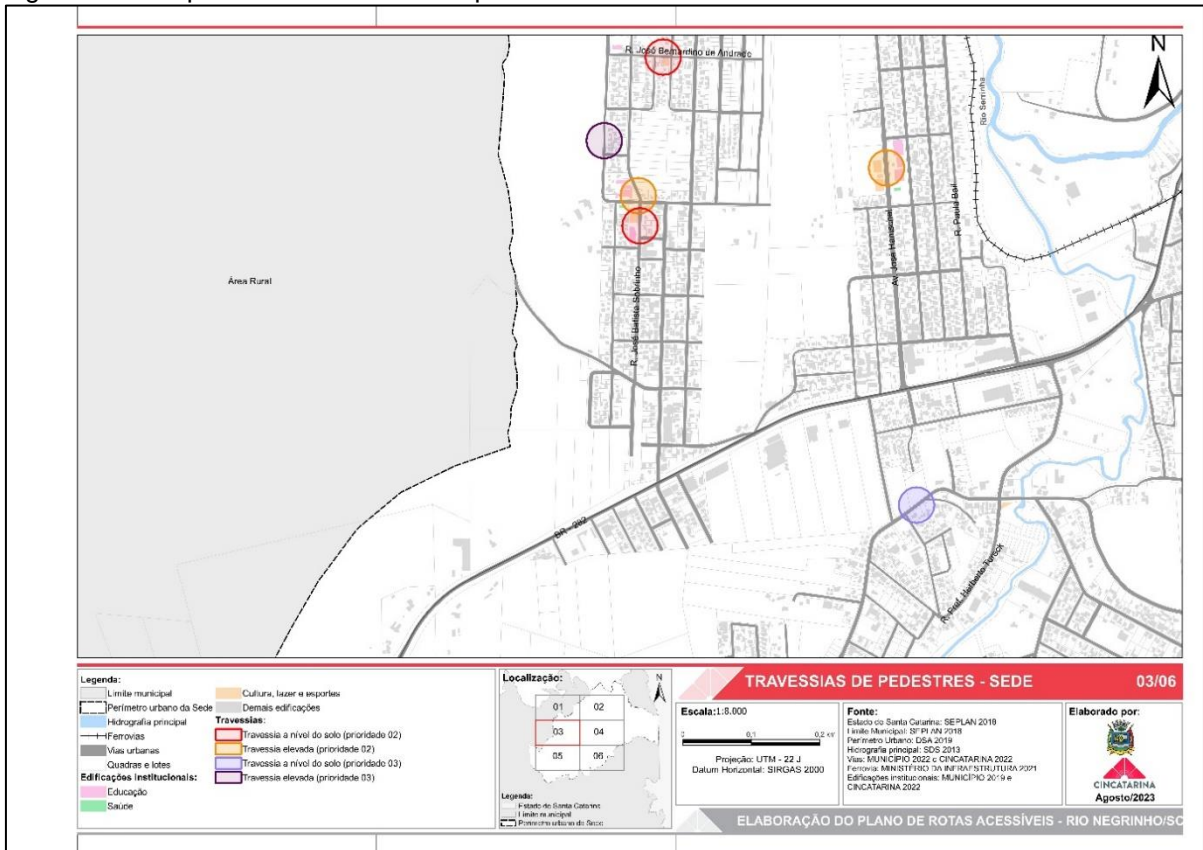 R. José Bernardino de Andrade
N
Rio Serrinha
R. Paulo Beil
Av. José Hantschel
Área Rural
R. José Batista Sobrinho
BR - 282
R. Prof. Herberto Turock
Legenda:
Limite municipal
Perímetro urbano da Sede
Hidrografia principal
Ferrovias
Vias urbanas
Quadras e lotes
Edificações Institucionais:
Educação
Saúde
Cultura, lazer e esportes
Demais edificações
Travessias:
Travessia a nível do solo (prioridade 02)
Travessia elevada (prioridade 02)
Travessia a nível do solo (prioridade 03)
Travessia elevada (prioridade 03)
Localização:
N
01 02
03 04
05 06
Legenda:
Estado de Santa Catarina
Limite municipal
Perímetro urbano da Sede
TRAVESSIAS DE PEDESTRES - SEDE 03/06
Escala:1:8.000
0 0,1 0,2 km
Projeção: UTM - 22 J
Datum Horizontal: SIRGAS 2000
Fonte:
Estado de Santa Catarina: SEPLAN 2018
Limite Municipal: SEPLAN 2018
Perímetro Urbano: DSA 2019
Hidrografia principal: SDS 2013
Vias: MUNICÍPIO 2022 e CINCATARINA 2022
Ferrovia: MINISTÉRIO DA INFRAESTRUTURA 2021
Edificações institucionais: MUNICÍPIO 2019 e
CINCATARINA 2022
Elaborado por:
CINCATARINA
Agosto/2023
ELABORAÇÃO DO PLANO DE ROTAS ACESSÍVEIS - RIO NEGRINHO/SC